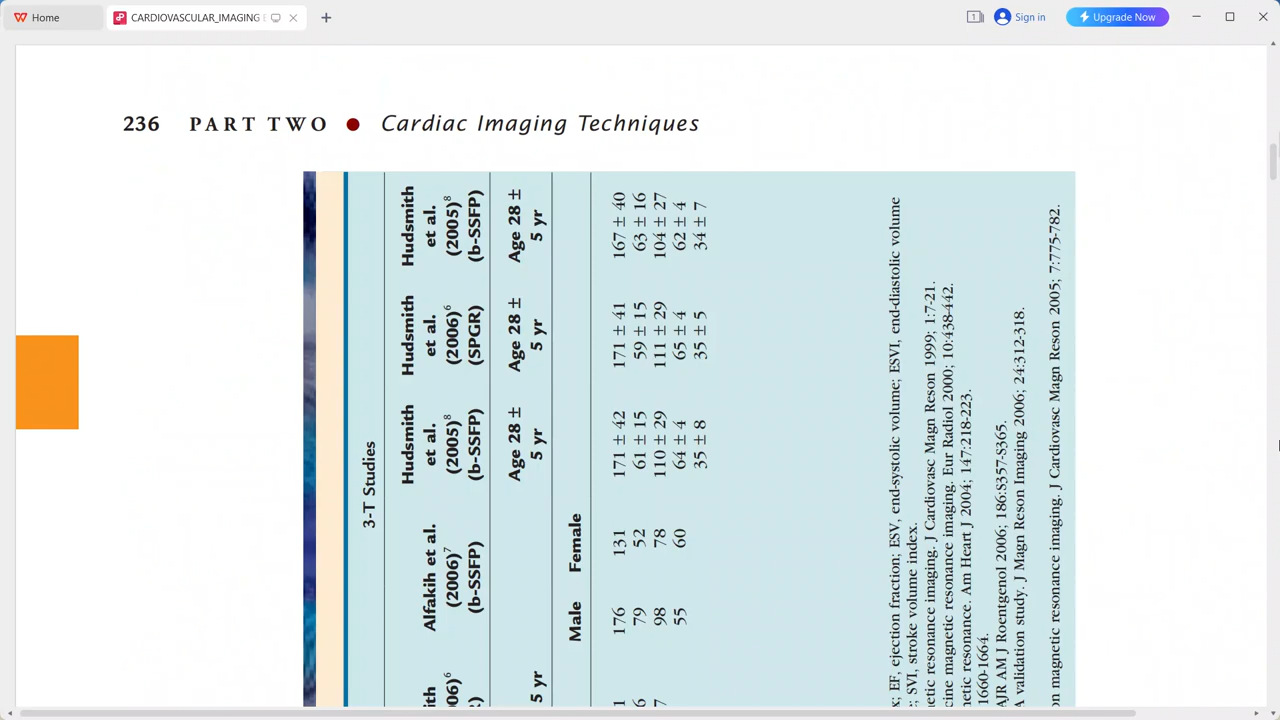 Home
CARDIOVASCULAR_IMAGING
1
Sign in
Upgrade Now
236 PART TWO ● Cardiac Imaging Techniques
3-T Studies
Alfakih et al. (2006)7 (b-SSFP)
Hudsmith et al. (2005)8 (b-SSFP)
Hudsmith et al. (2006)6 (SPGR)
Hudsmith et al. (2005)8 (b-SSFP)
5 yr
Age 28 ± 5 yr
Age 28 ± 5 yr
Age 28 ± 5 yr
Male Female
176 131 171 ± 42 171 ± 41 167 ± 40
79 52 61 ± 15 59 ± 15 63 ± 16
98 78 110 ± 29 111 ± 29 104 ± 27
55 60 64 ± 4 65 ± 4 62 ± 4
35 ± 8 35 ± 5 34 ± 7
; EF, ejection fraction; ESV, end-systolic volume; ESVI, end-diastolic volume
; SVI, stroke volume index.
netic resonance imaging. J Cardiovasc Magn Reson 1999; 1:7-21.
cine magnetic resonance imaging. Eur Radiol 2000; 10:438-442.
netic resonance. Am Heart J 2004; 147:218-223.
1660-1664.
AJR AM J Roentgenol 2006; 186:S357-S365.
A validation study. J Magn Reson Imaging 2006; 24:312-318.
on magnetic resonance imaging. J Cardiovasc Magn Reson 2005; 7:775-782.